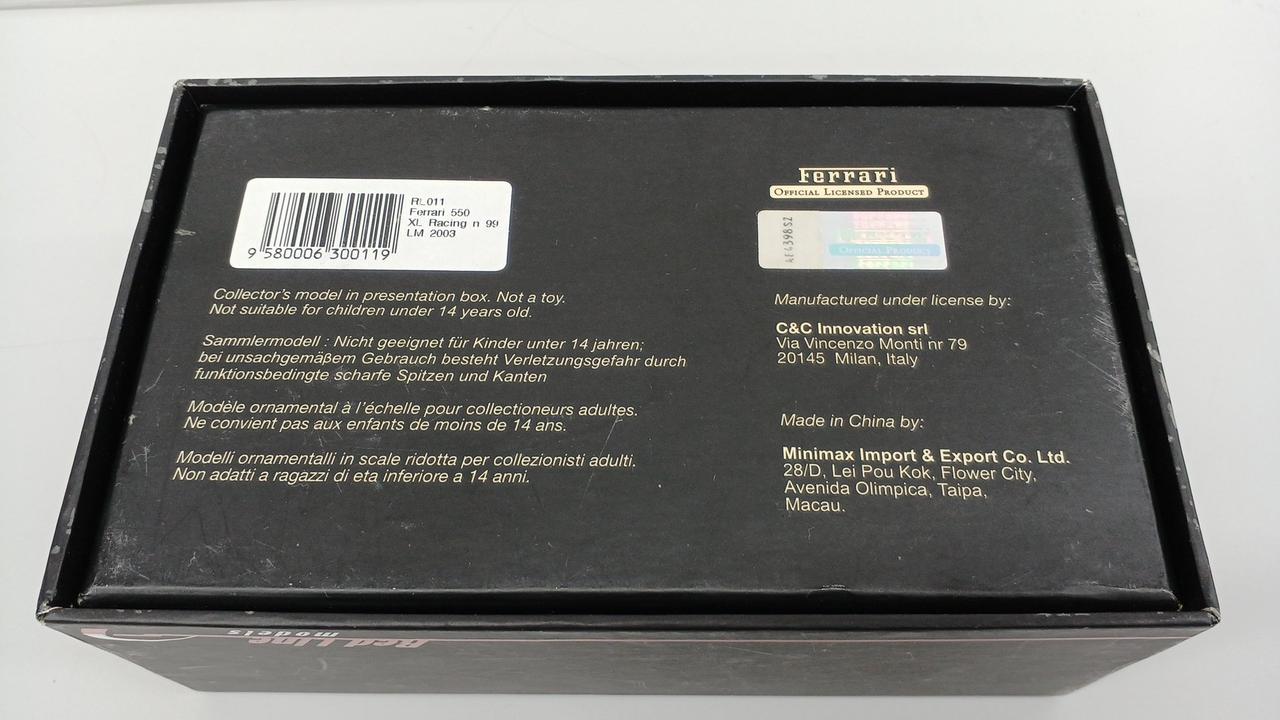 RL011
Ferrari 550
XL Racing n 99
LM 2003
9 580006 300119
Collector's model in presentation box. Not a toy.
Not suitable for children under 14 years old.
Sammlermodell : Nicht geeignet für Kinder unter 14 jahren;
bei unsachgemäßem Gebrauch besteht Verletzungsgefahr durch
funktionsbedingte scharfe Spitzen und Kanten
Modèle ornamental à l'échelle pour collectioneurs adultes.
Ne convient pas aux enfants de moins de 14 ans.
Modelli ornamentalli in scale ridotta per collezionisti adulti.
Non adatti a ragazzi di eta inferiore a 14 anni.
Ferrari
OFFICIAL LICENSED PRODUCT
OFFICIAL PRODUCT
Manufactured under license by:
C&C Innovation srl
Via Vincenzo Monti nr 79
20145 Milan, Italy
Made in China by:
Minimax Import & Export Co. Ltd.
28/D, Lei Pou Kok, Flower City,
Avenida Olimpica, Taipa,
Macau.
Red Line
models